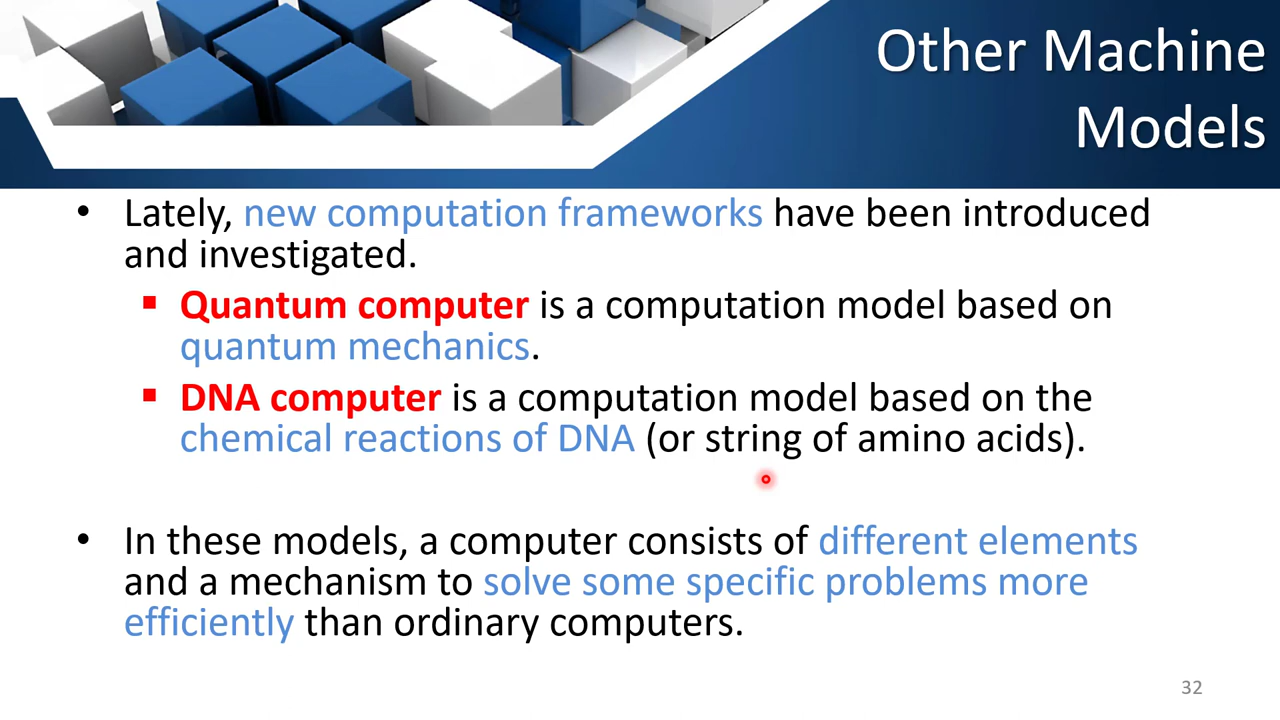 Other Machine
Models
• Lately, new computation frameworks have been introduced
and investigated.
▪ Quantum computer is a computation model based on
quantum mechanics.
▪ DNA computer is a computation model based on the
chemical reactions of DNA (or string of amino acids).
• In these models, a computer consists of different elements
and a mechanism to solve some specific problems more
efficiently than ordinary computers.
32